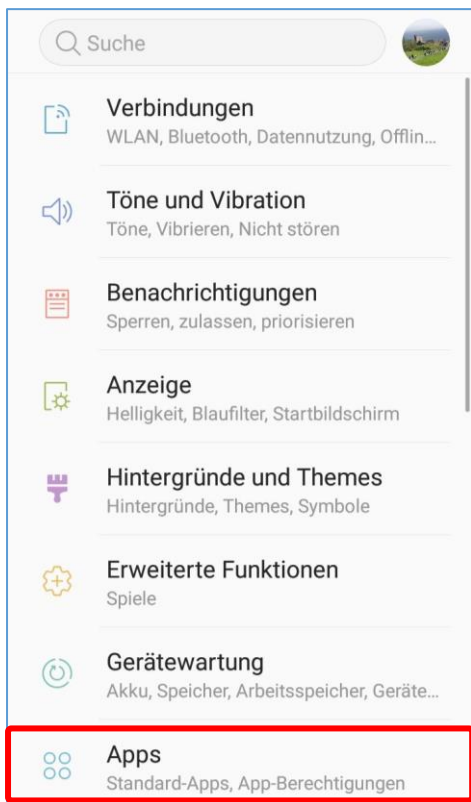 Suche
Verbindungen
WLAN, Bluetooth, Datennutzung, Offlin...
Töne und Vibration
Töne, Vibrieren, Nicht stören
Benachrichtigungen
Sperren, zulassen, priorisieren
Anzeige
Helligkeit, Blaufilter, Startbildschirm
Hintergründe und Themes
Hintergründe, Themes, Symbole
Erweiterte Funktionen
Spiele
Gerätewartung
Akku, Speicher, Arbeitsspeicher, Geräte...
Apps
Standard-Apps, App-Berechtigungen